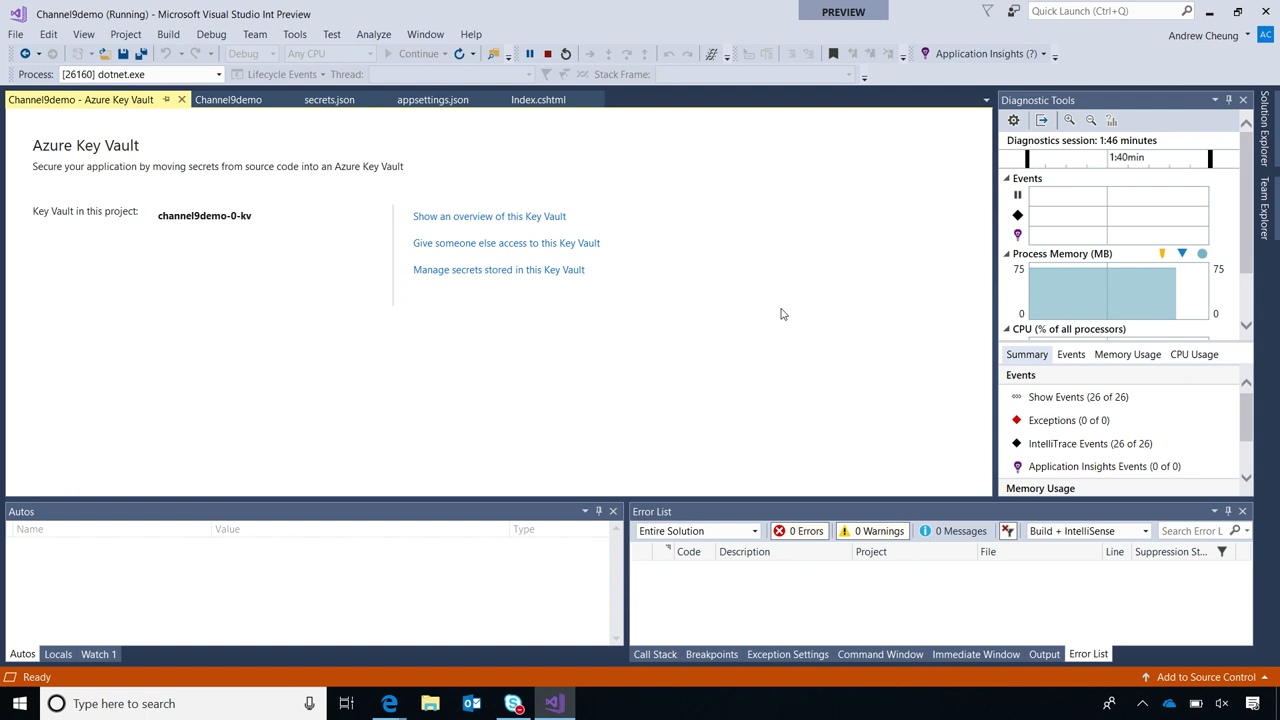 Channel9demo (Running) - Microsoft Visual Studio Int Preview
PREVIEW
Quick Launch (Ctrl+Q)
File Edit View Project Build Debug Team Tools Test Analyze Window Help
Andrew Cheung AC
Debug Any CPU Continue Application Insights (?)
Process: [26160] dotnet.exe Lifecycle Events Thread: Stack Frame:
Channel9demo - Azure Key Vault Channel9demo secrets.json appsettings.json Index.cshtml
Azure Key Vault
Secure your application by moving secrets from source code into an Azure Key Vault
Key Vault in this project: channel9demo-0-kv
Show an overview of this Key Vault
Give someone else access to this Key Vault
Manage secrets stored in this Key Vault
Diagnostic Tools
Diagnostics session: 1:46 minutes
1:40min
Events
Process Memory (MB)
75 75
0 0
CPU (% of all processors)
Summary Events Memory Usage CPU Usage
Events
Show Events (26 of 26)
Exceptions (0 of 0)
IntelliTrace Events (26 of 26)
Application Insights Events (0 of 0)
Memory Usage
Solution Explorer
Team Explorer
Autos
Name Value Type
Autos Locals Watch 1
Error List
Entire Solution 0 Errors 0 Warnings 0 Messages Build + IntelliSense Search Error L
Code Description Project File Line Suppression St...
Call Stack Breakpoints Exception Settings Command Window Immediate Window Output Error List
Ready
Add to Source Control
Type here to search